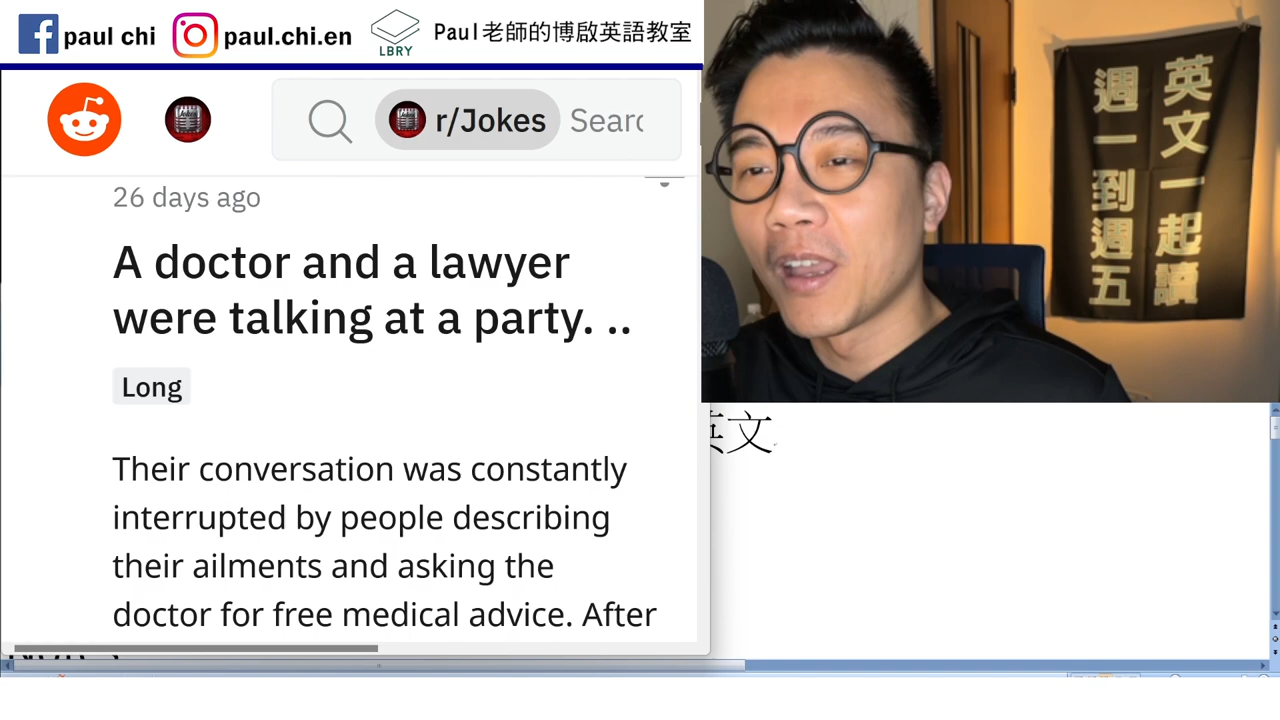 paul chi
paul.chi.en
LBRY
Paul老師的博啟英語教室
r/Jokes
Searc
26 days ago
A doctor and a lawyer
were talking at a party. ..
Long
Their conversation was constantly
interrupted by people describing
their ailments and asking the
doctor for free medical advice. After
英文一起讀
週一到週五
英文